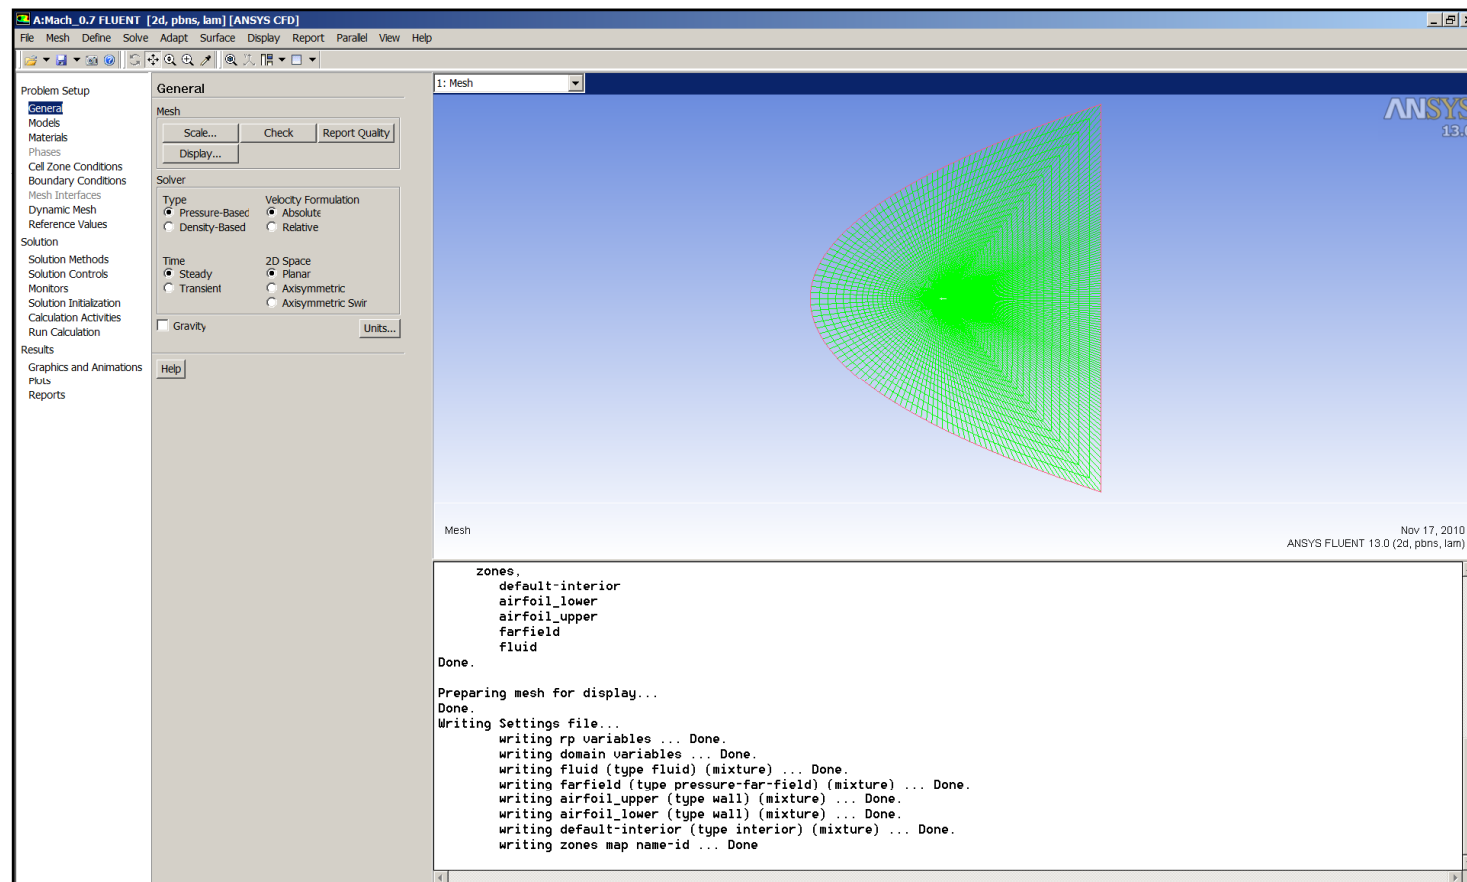 A:Mach_0.7 FLUENT [2d, pbns, lam] [ANSYS CFD]
File Mesh Define Solve Adapt Surface Display Report Parallel View Help
Problem Setup
General
Models
Materials
Phases
Cell Zone Conditions
Boundary Conditions
Mesh Interfaces
Dynamic Mesh
Reference Values
Solution
Solution Methods
Solution Controls
Monitors
Solution Initialization
Calculation Activities
Run Calculation
Results
Graphics and Animations
Plots
Reports
General
Mesh
Scale... Check Report Quality
Display...
Solver
Type Velocity Formulation
Pressure-Based Absolute
Density-Based Relative
Time 2D Space
Steady Planar
Transient Axisymmetric
Axisymmetric Swir
Gravity Units...
Help
1: Mesh
ANSYS
13.0
Mesh
Nov 17, 2010
ANSYS FLUENT 13.0 (2d, pbns, lam)
zones,
default-interior
airfoil_lower
airfoil_upper
farfield
fluid
Done.
Preparing mesh for display...
Done.
Writing Settings file...
writing rp variables ... Done.
writing domain variables ... Done.
writing fluid (type fluid) (mixture) ... Done.
writing farfield (type pressure-far-field) (mixture) ... Done.
writing airfoil_upper (type wall) (mixture) ... Done.
writing airfoil_lower (type wall) (mixture) ... Done.
writing default-interior (type interior) (mixture) ... Done.
writing zones map name-id ... Done